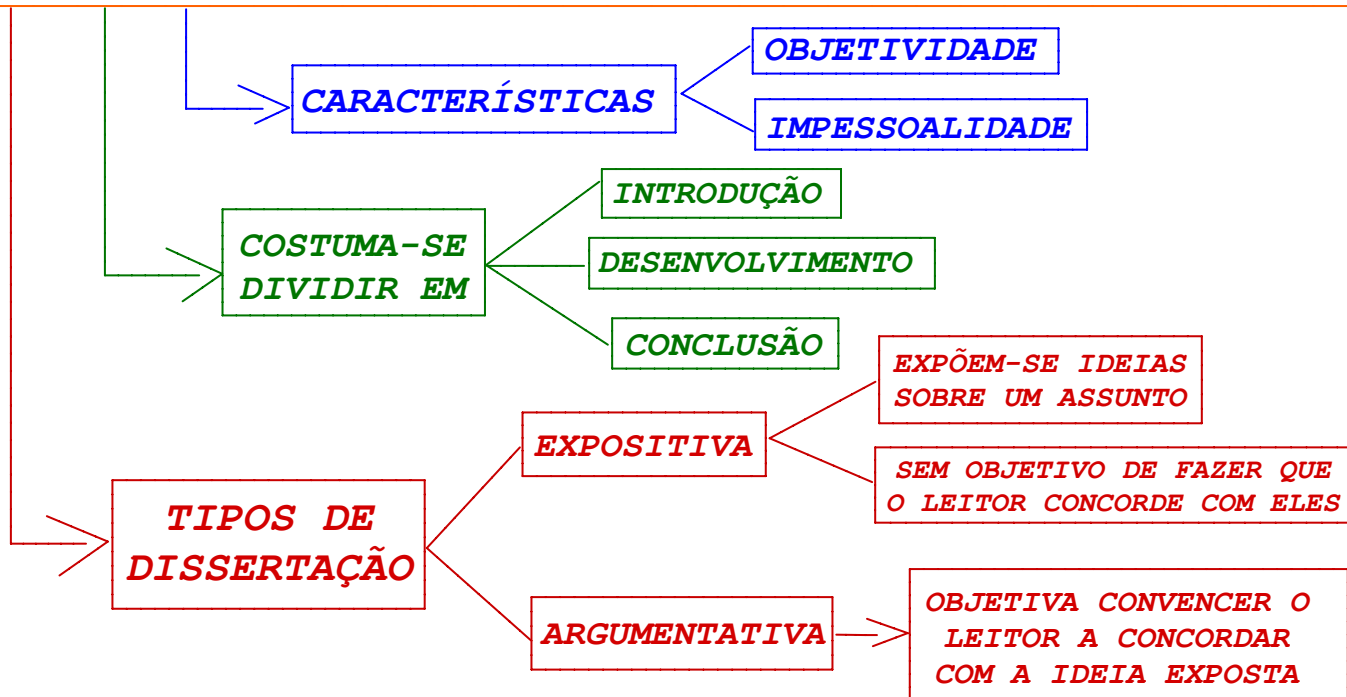 OBJETIVIDADE
CARACTERÍSTICAS
IMPESSOALIDADE
INTRODUÇÃO
COSTUMA-SE
DIVIDIR EM
DESENVOLVIMENTO
CONCLUSÃO
EXPÕEM-SE IDEIAS
SOBRE UM ASSUNTO
EXPOSITIVA
SEM OBJETIVO DE FAZER QUE
O LEITOR CONCORDE COM ELES
TIPOS DE
DISSERTAÇÃO
ARGUMENTATIVA
OBJETIVA CONVENCER O
LEITOR A CONCORDAR
COM A IDEIA EXPOSTA